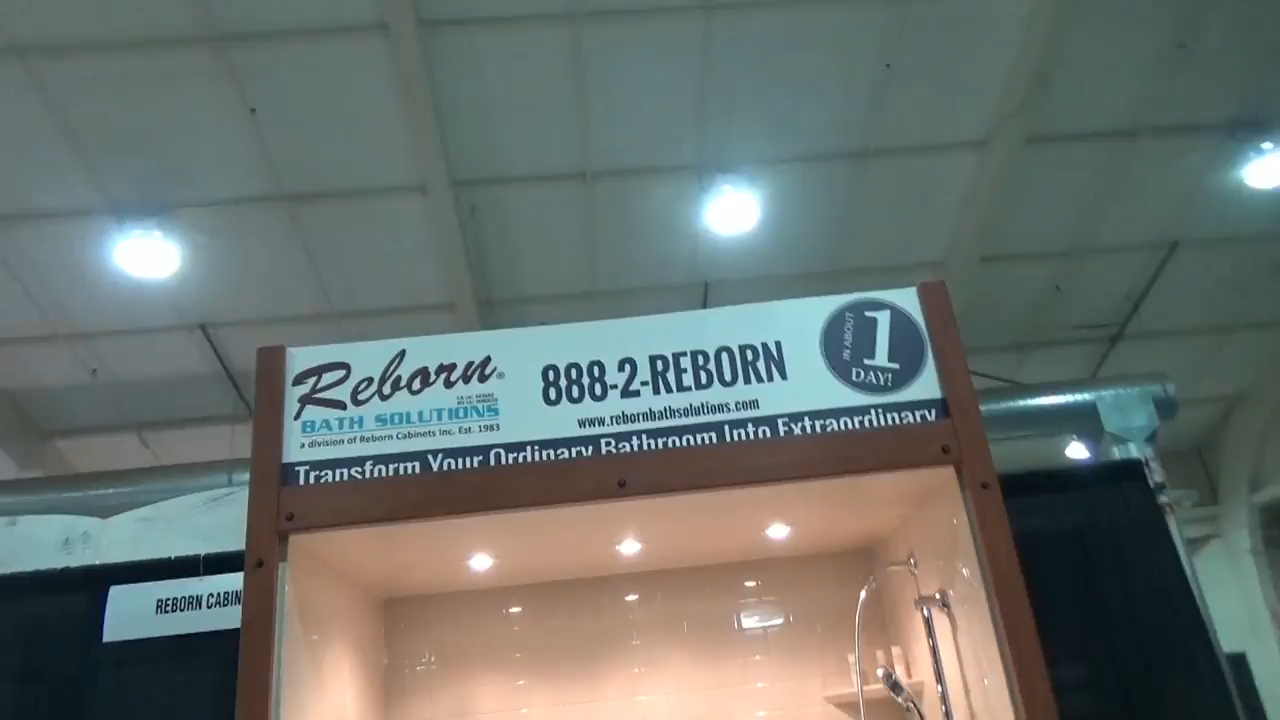 Reborn®
BATH SOLUTIONS
a division of Reborn Cabinets Inc. Est. 1983
888-2-REBORN
www.rebornbathsolutions.com
IN ABOUT
1
DAY!
Transform Your Ordinary Bathroom Into Extraordinary
REBORN CABIN